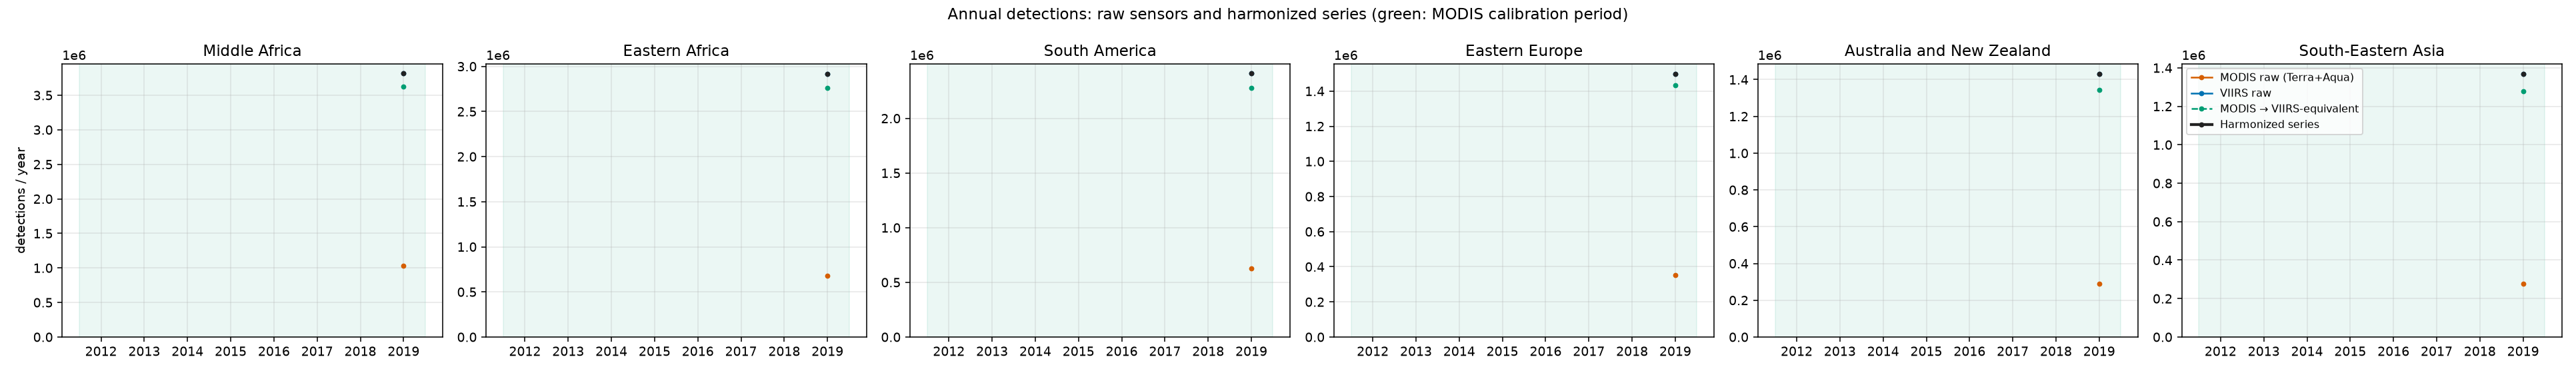 Annual detections: raw sensors and harmonized series (green: MODIS calibration period)
Middle Africa
1e6
detections / year
3.5
3.0
2.5
2.0
1.5
1.0
0.5
0.0
2012 2013 2014 2015 2016 2017 2018 2019
Eastern Africa
1e6
3.0
2.5
2.0
1.5
1.0
0.5
0.0
2012 2013 2014 2015 2016 2017 2018 2019
South America
1e6
2.0
1.5
1.0
0.5
0.0
2012 2013 2014 2015 2016 2017 2018 2019
Eastern Europe
1e6
1.4
1.2
1.0
0.8
0.6
0.4
0.2
0.0
2012 2013 2014 2015 2016 2017 2018 2019
Australia and New Zealand
1e6
1.4
1.2
1.0
0.8
0.6
0.4
0.2
0.0
2012 2013 2014 2015 2016 2017 2018 2019
South-Eastern Asia
1e6
1.4
1.2
1.0
0.8
0.6
0.4
0.2
0.0
MODIS raw (Terra+Aqua)
VIIRS raw
MODIS → VIIRS-equivalent
Harmonized series
2012 2013 2014 2015 2016 2017 2018 2019